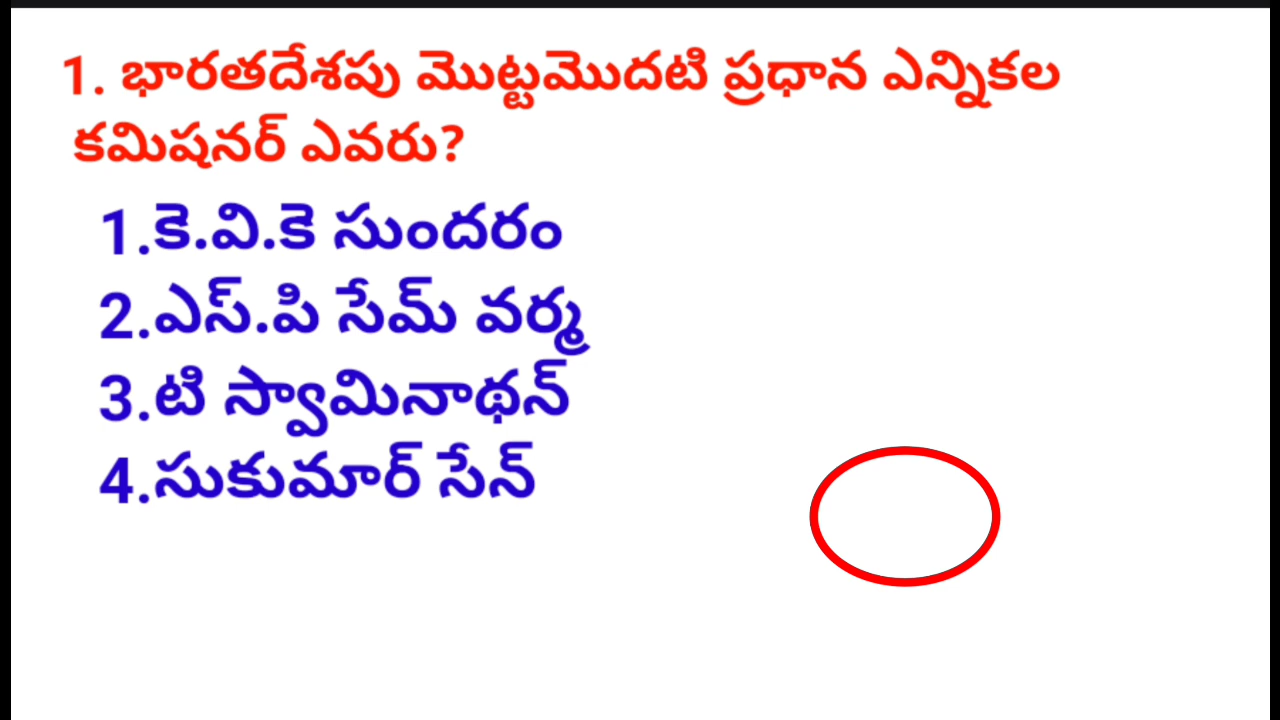 1. భారతదేశపు మొట్టమొదటి ప్రధాన ఎన్నికల
కమిషనర్ ఎవరు?
1.కె.వి.కె సుందరం
2.ఎస్.పి సేమ్ వర్మ
3.టి స్వామినాథన్
4.సుకుమార్ సేన్